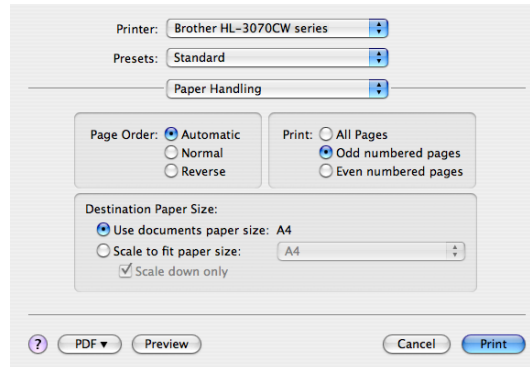 Printer: Brother HL-3070CW series
Presets: Standard
Paper Handling
Page Order: Automatic
Normal
Reverse
Print: All Pages
Odd numbered pages
Even numbered pages
Destination Paper Size:
Use documents paper size: A4
Scale to fit paper size: A4
Scale down only
? PDF ▼ Preview Cancel Print